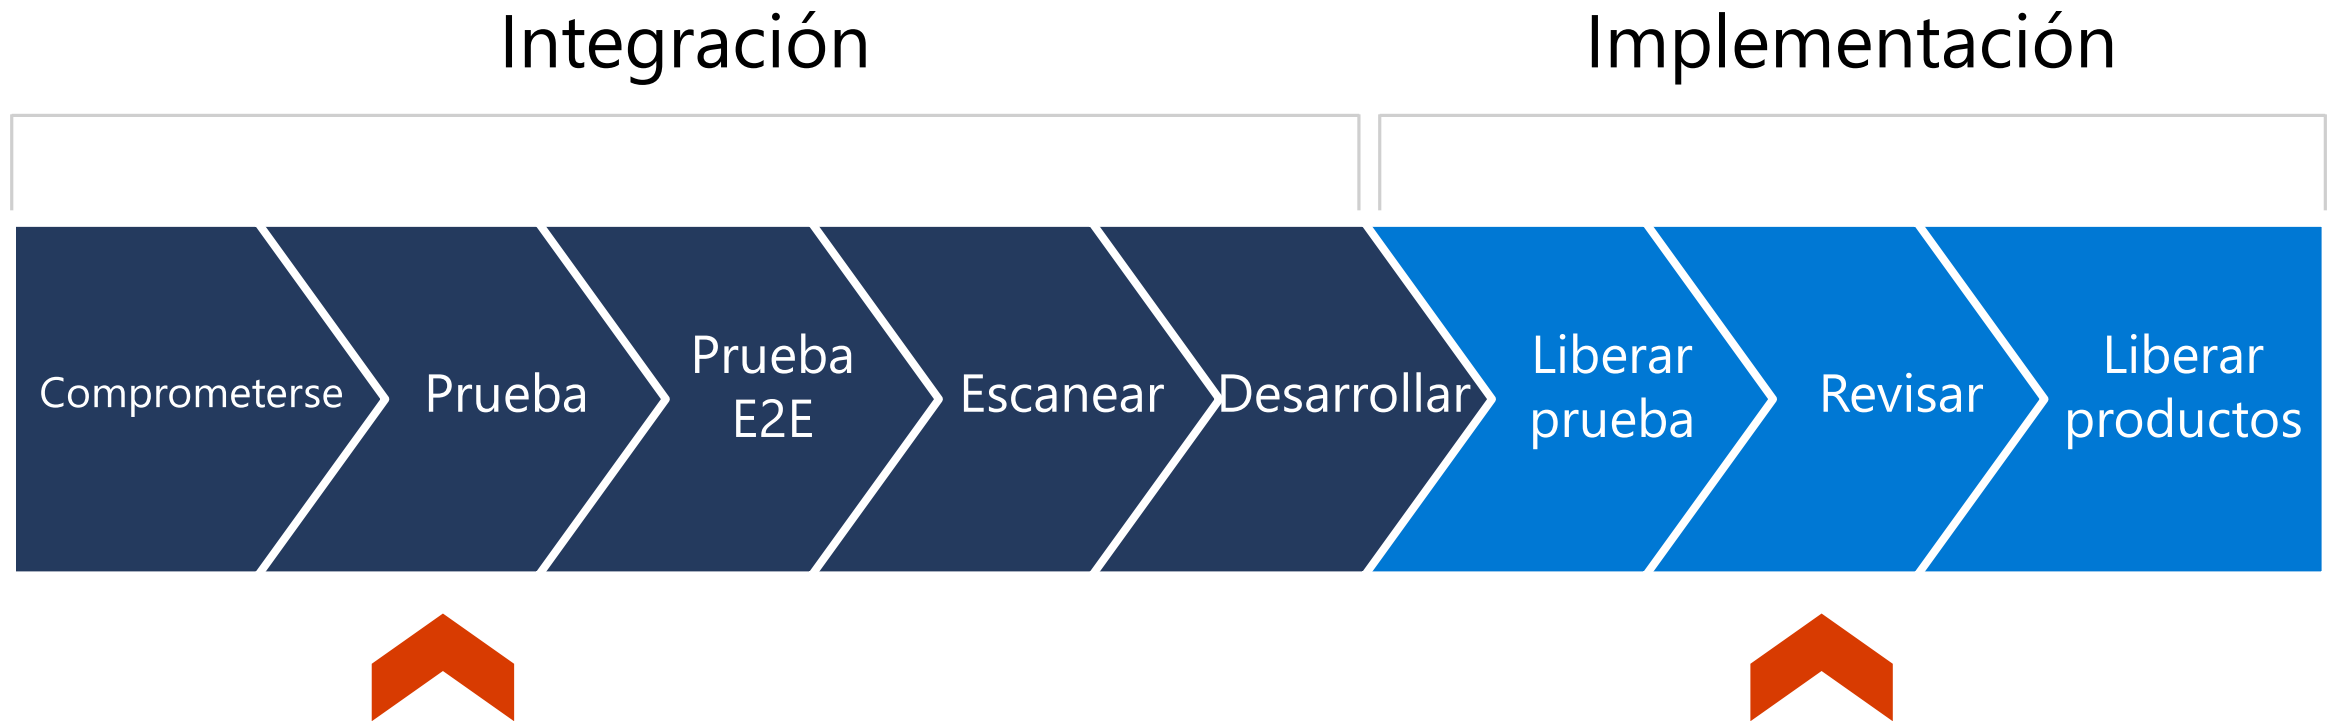 Integración
Implementación
Comprometerse
Prueba
Prueba
E2E
Escanear
Desarrollar
Liberar
prueba
Revisar
Liberar
productos